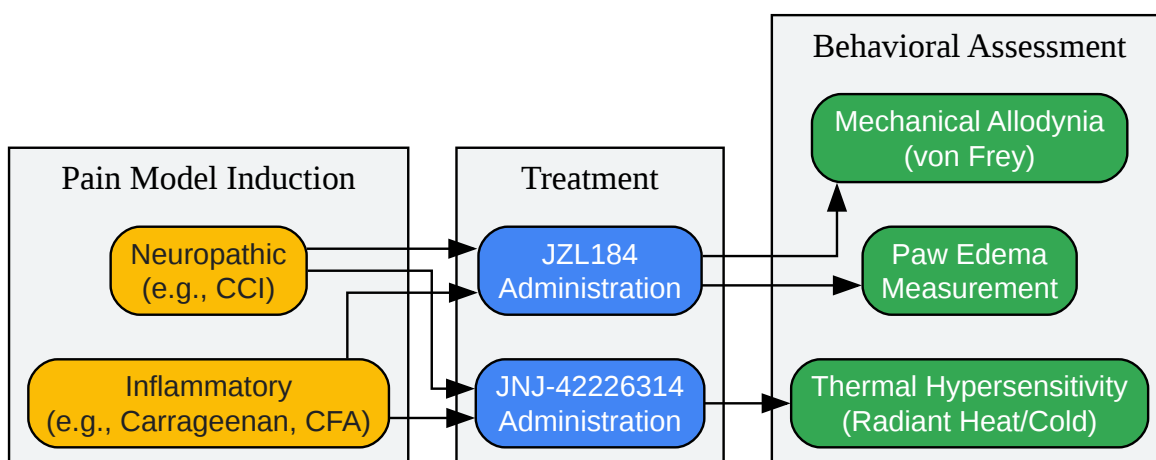 Pain Model Induction
Neuropathic
(e.g., CCI)
Inflammatory
(e.g., Carrageenan, CFA)
Treatment
JZL184
Administration
JNJ-42226314
Administration
Behavioral Assessment
Mechanical Allodynia
(von Frey)
Paw Edema
Measurement
Thermal Hypersensitivity
(Radiant Heat/Cold)